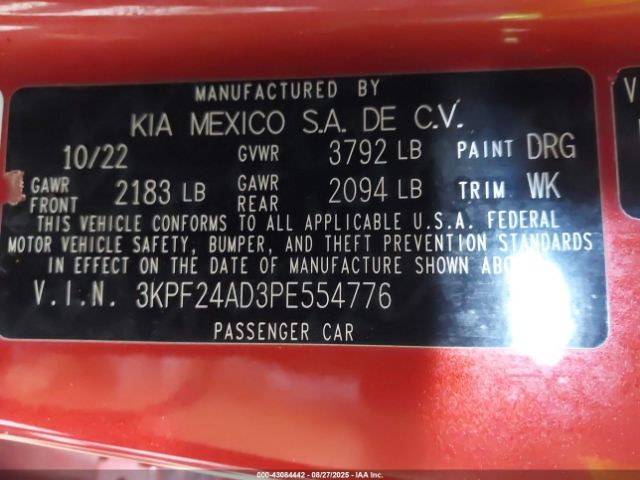 MANUFACTURED BY
KIA MEXICO S.A. DE C.V.
10/22 GVWR 3792 LB PAINT DRG
GAWR FRONT 2183 LB GAWR REAR 2094 LB TRIM WK
THIS VEHICLE CONFORMS TO ALL APPLICABLE U.S.A. FEDERAL
MOTOR VEHICLE SAFETY, BUMPER, AND THEFT PREVENTION STANDARDS
IN EFFECT ON THE DATE OF MANUFACTURE SHOWN
V.I.N. 3KPF24AD3PE554776
PASSENGER CAR
V
© IAA-43084442 - 08/27/2025 - IAA Inc.